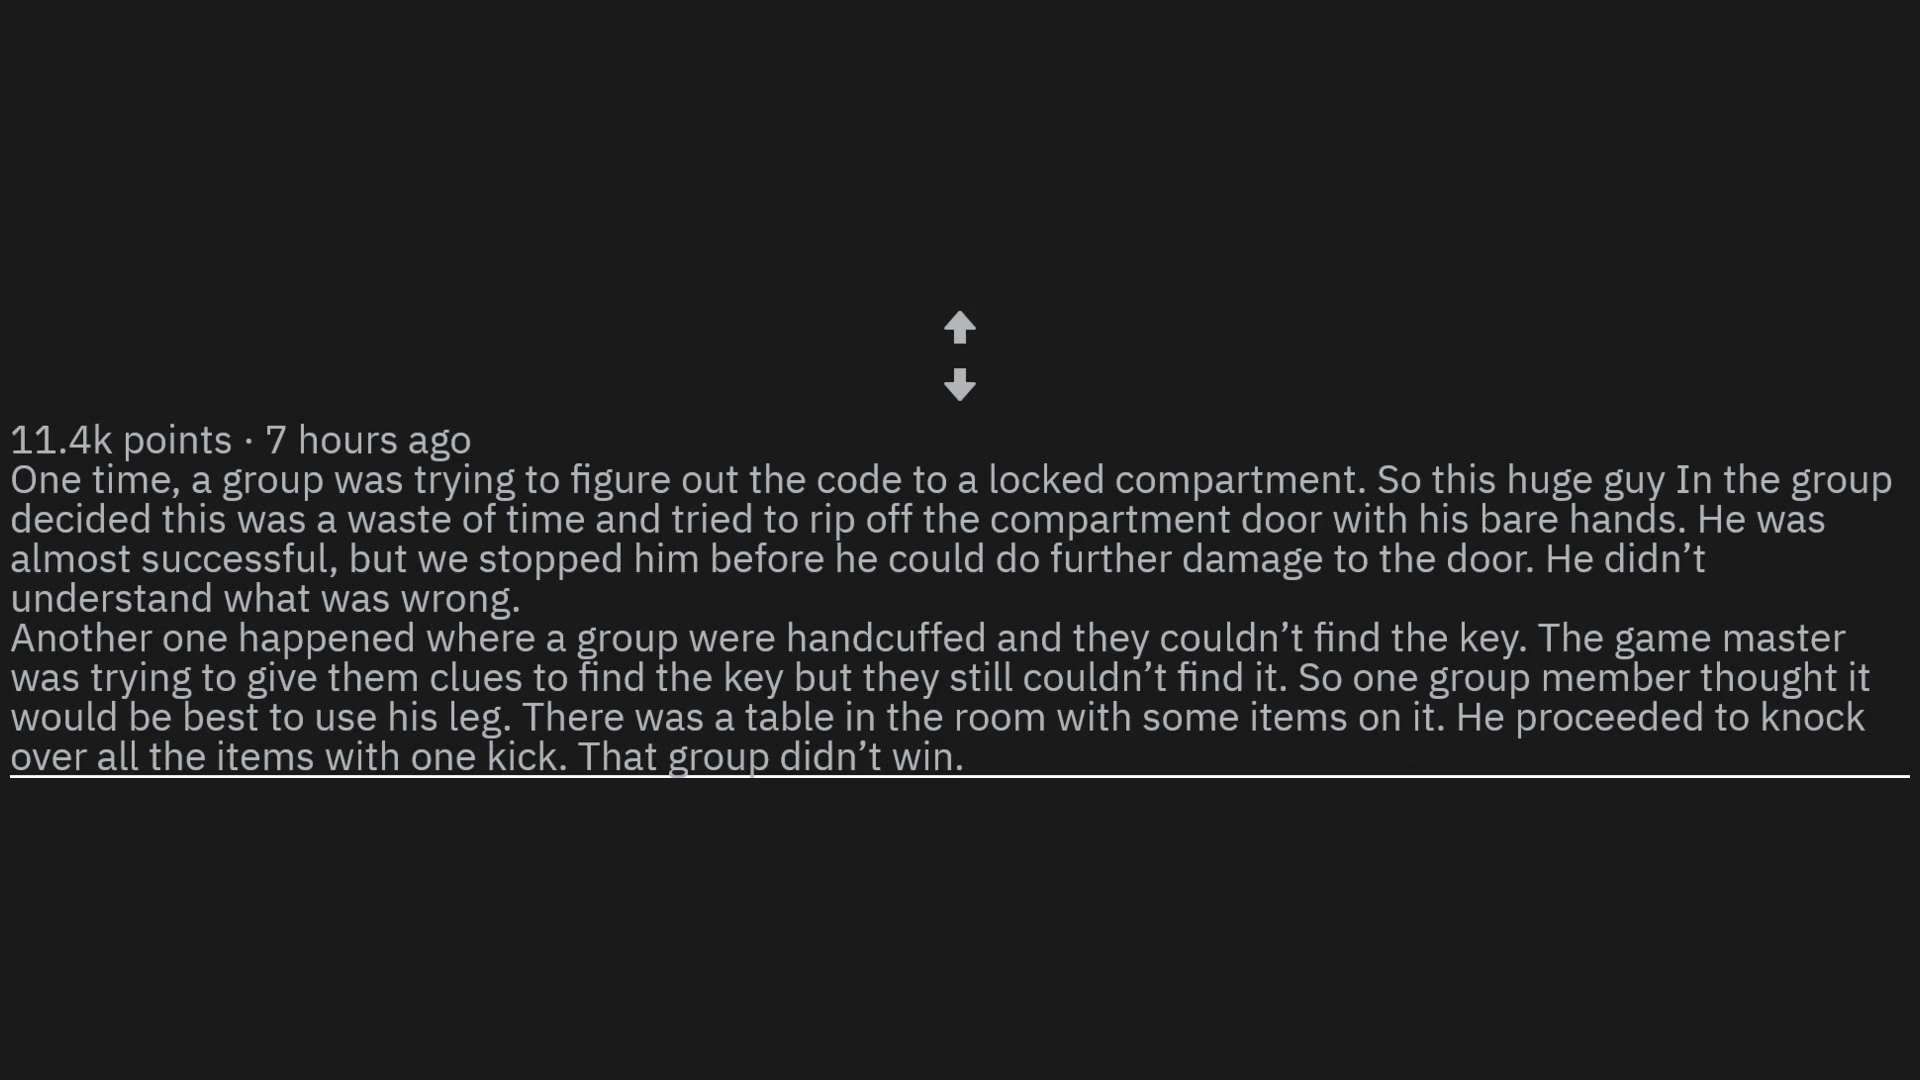 11.4k points · 7 hours ago
One time, a group was trying to figure out the code to a locked compartment. So this huge guy In the group
decided this was a waste of time and tried to rip off the compartment door with his bare hands. He was
almost successful, but we stopped him before he could do further damage to the door. He didn’t
understand what was wrong.
Another one happened where a group were handcuffed and they couldn’t find the key. The game master
was trying to give them clues to find the key but they still couldn’t find it. So one group member thought it
would be best to use his leg. There was a table in the room with some items on it. He proceeded to knock
over all the items with one kick. That group didn’t win.